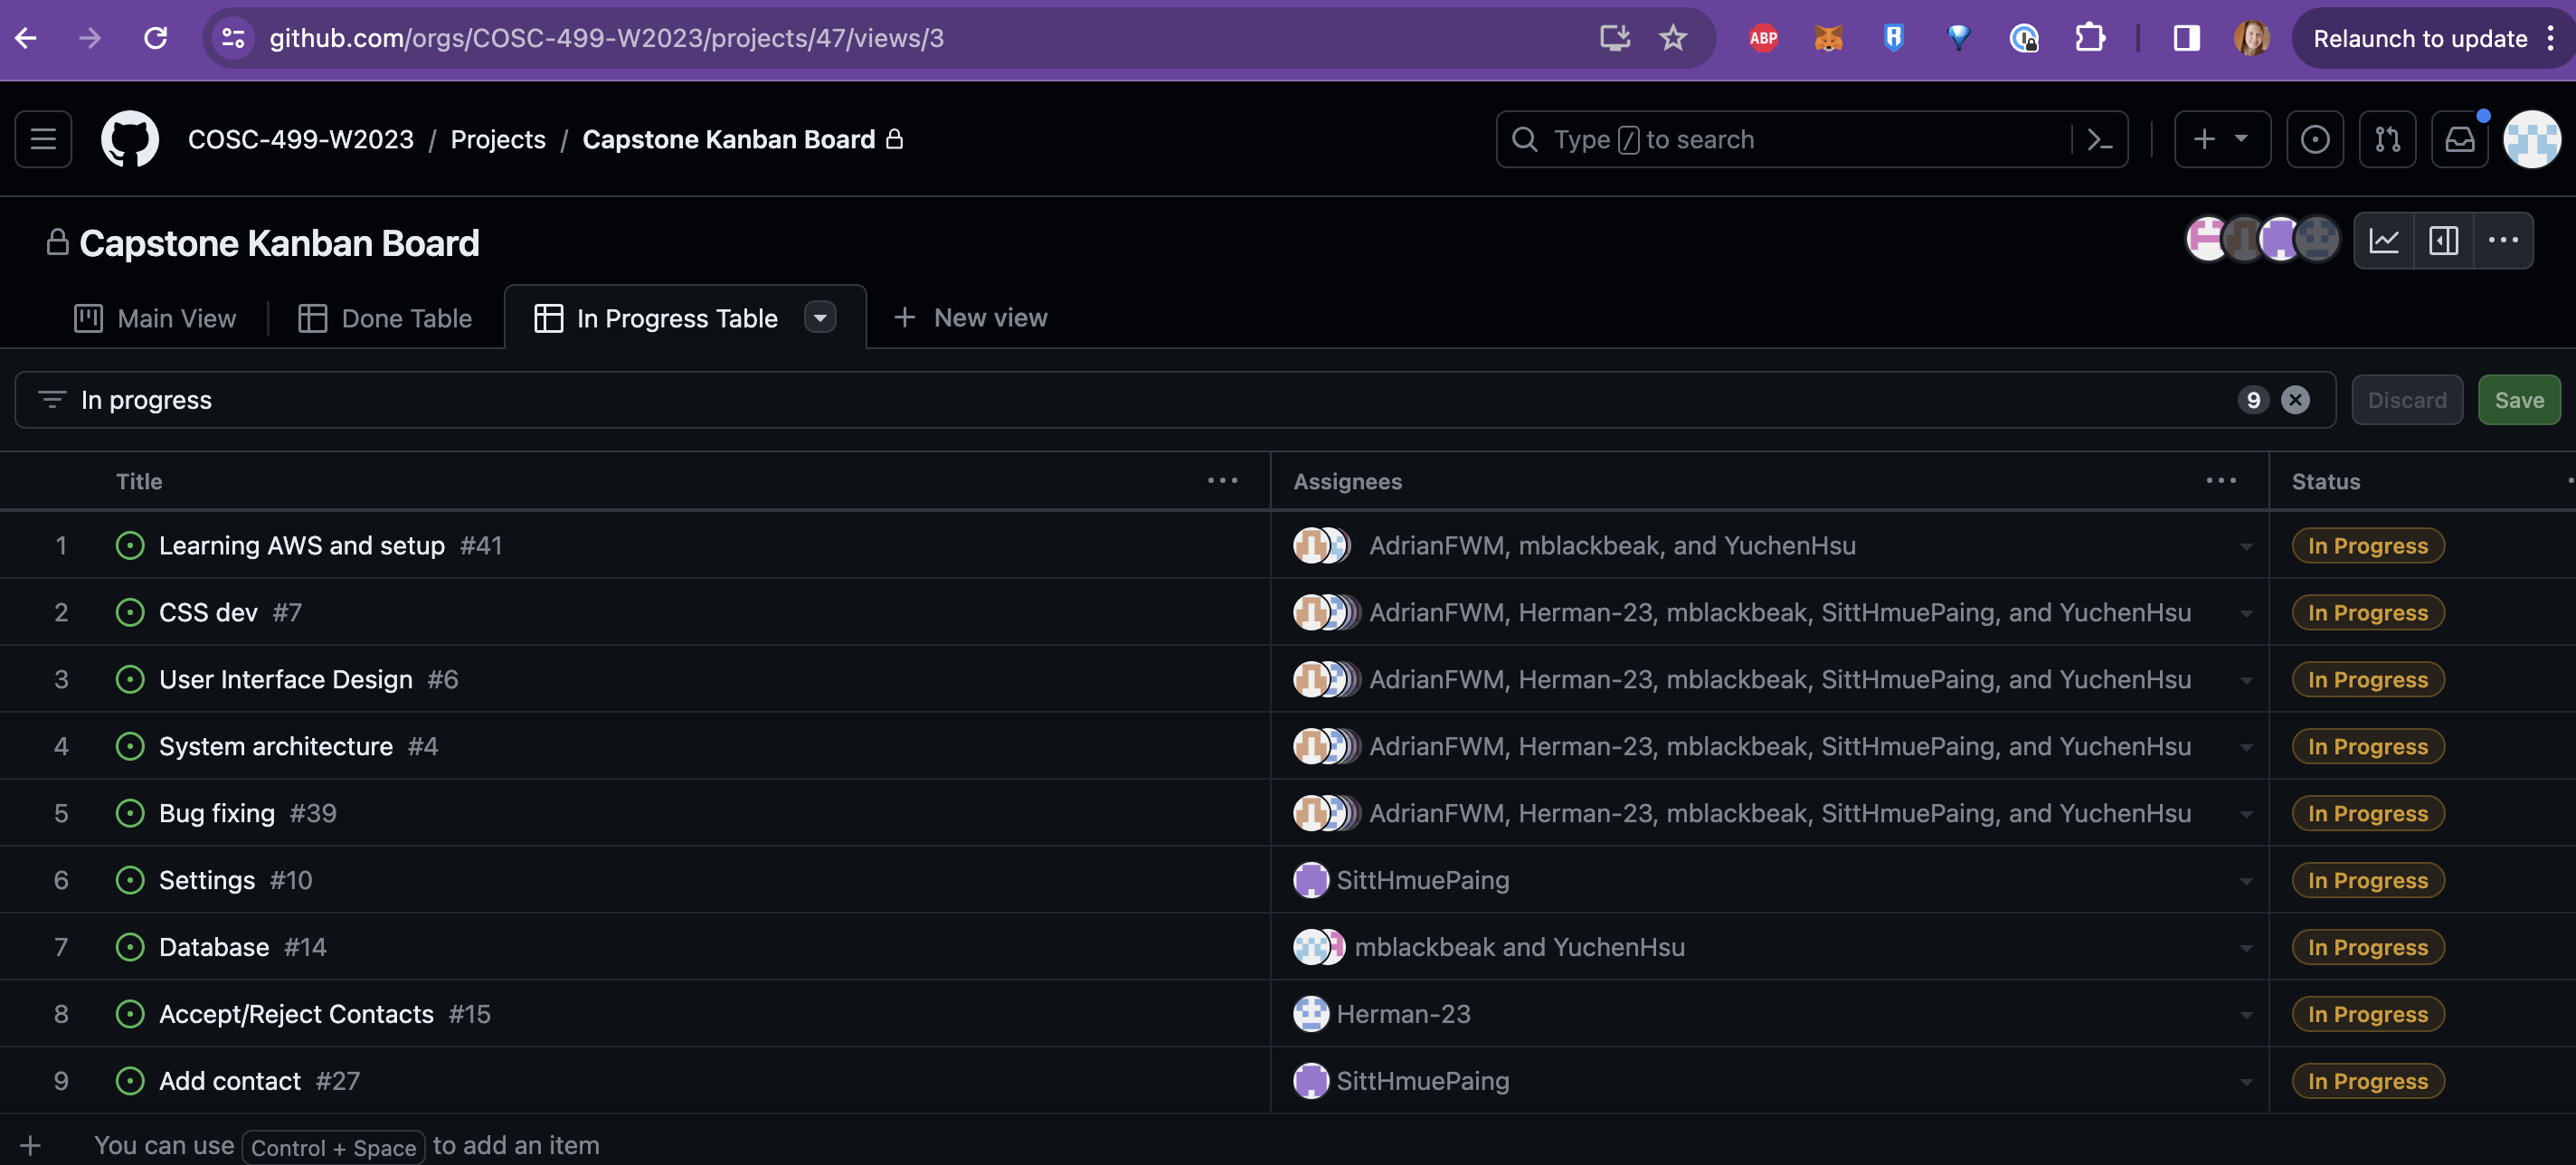 github.com/orgs/COSC-499-W2023/projects/47/views/3
ABP
Relaunch to update
COSC-499-W2023 / Projects / Capstone Kanban Board
Type / to search
Capstone Kanban Board
Main View
Done Table
In Progress Table
New view
In progress
9
Discard
Save
Title
Assignees
Status
1 Learning AWS and setup #41 AdrianFWM, mblackbeak, and YuchenHsu In Progress
2 CSS dev #7 AdrianFWM, Herman-23, mblackbeak, SittHmuePaing, and YuchenHsu In Progress
3 User Interface Design #6 AdrianFWM, Herman-23, mblackbeak, SittHmuePaing, and YuchenHsu In Progress
4 System architecture #4 AdrianFWM, Herman-23, mblackbeak, SittHmuePaing, and YuchenHsu In Progress
5 Bug fixing #39 AdrianFWM, Herman-23, mblackbeak, SittHmuePaing, and YuchenHsu In Progress
6 Settings #10 SittHmuePaing In Progress
7 Database #14 mblackbeak and YuchenHsu In Progress
8 Accept/Reject Contacts #15 Herman-23 In Progress
9 Add contact #27 SittHmuePaing In Progress
You can use Control + Space to add an item